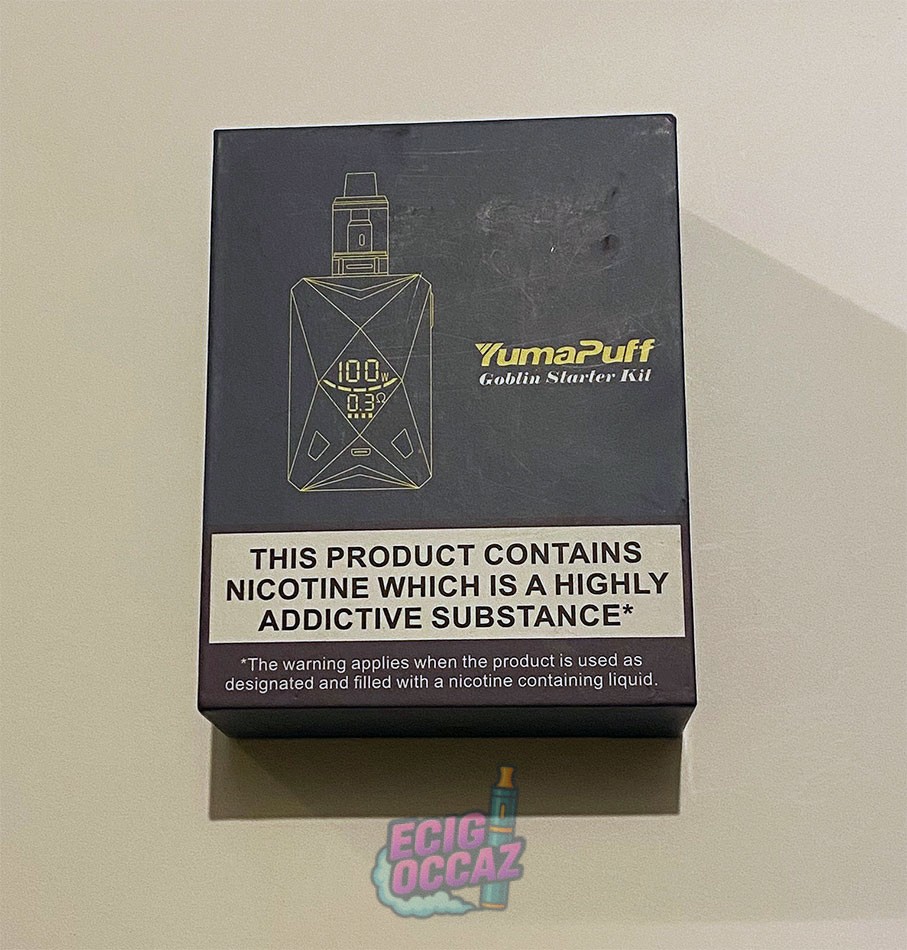 100W
0.3Ω
YumaPuff
Goblin Starter Kit
THIS PRODUCT CONTAINS
NICOTINE WHICH IS A HIGHLY
ADDICTIVE SUBSTANCE*
*The warning applies when the product is used as
designated and filled with a nicotine containing liquid.
ECIG
OCCAZ